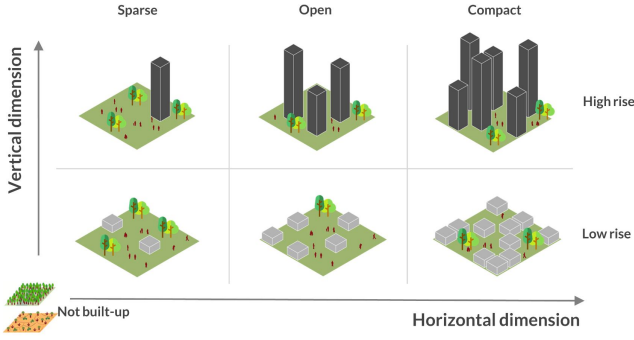 Sparse
Open
Compact
Vertical dimension
High rise
Low rise
Not built-up
Horizontal dimension